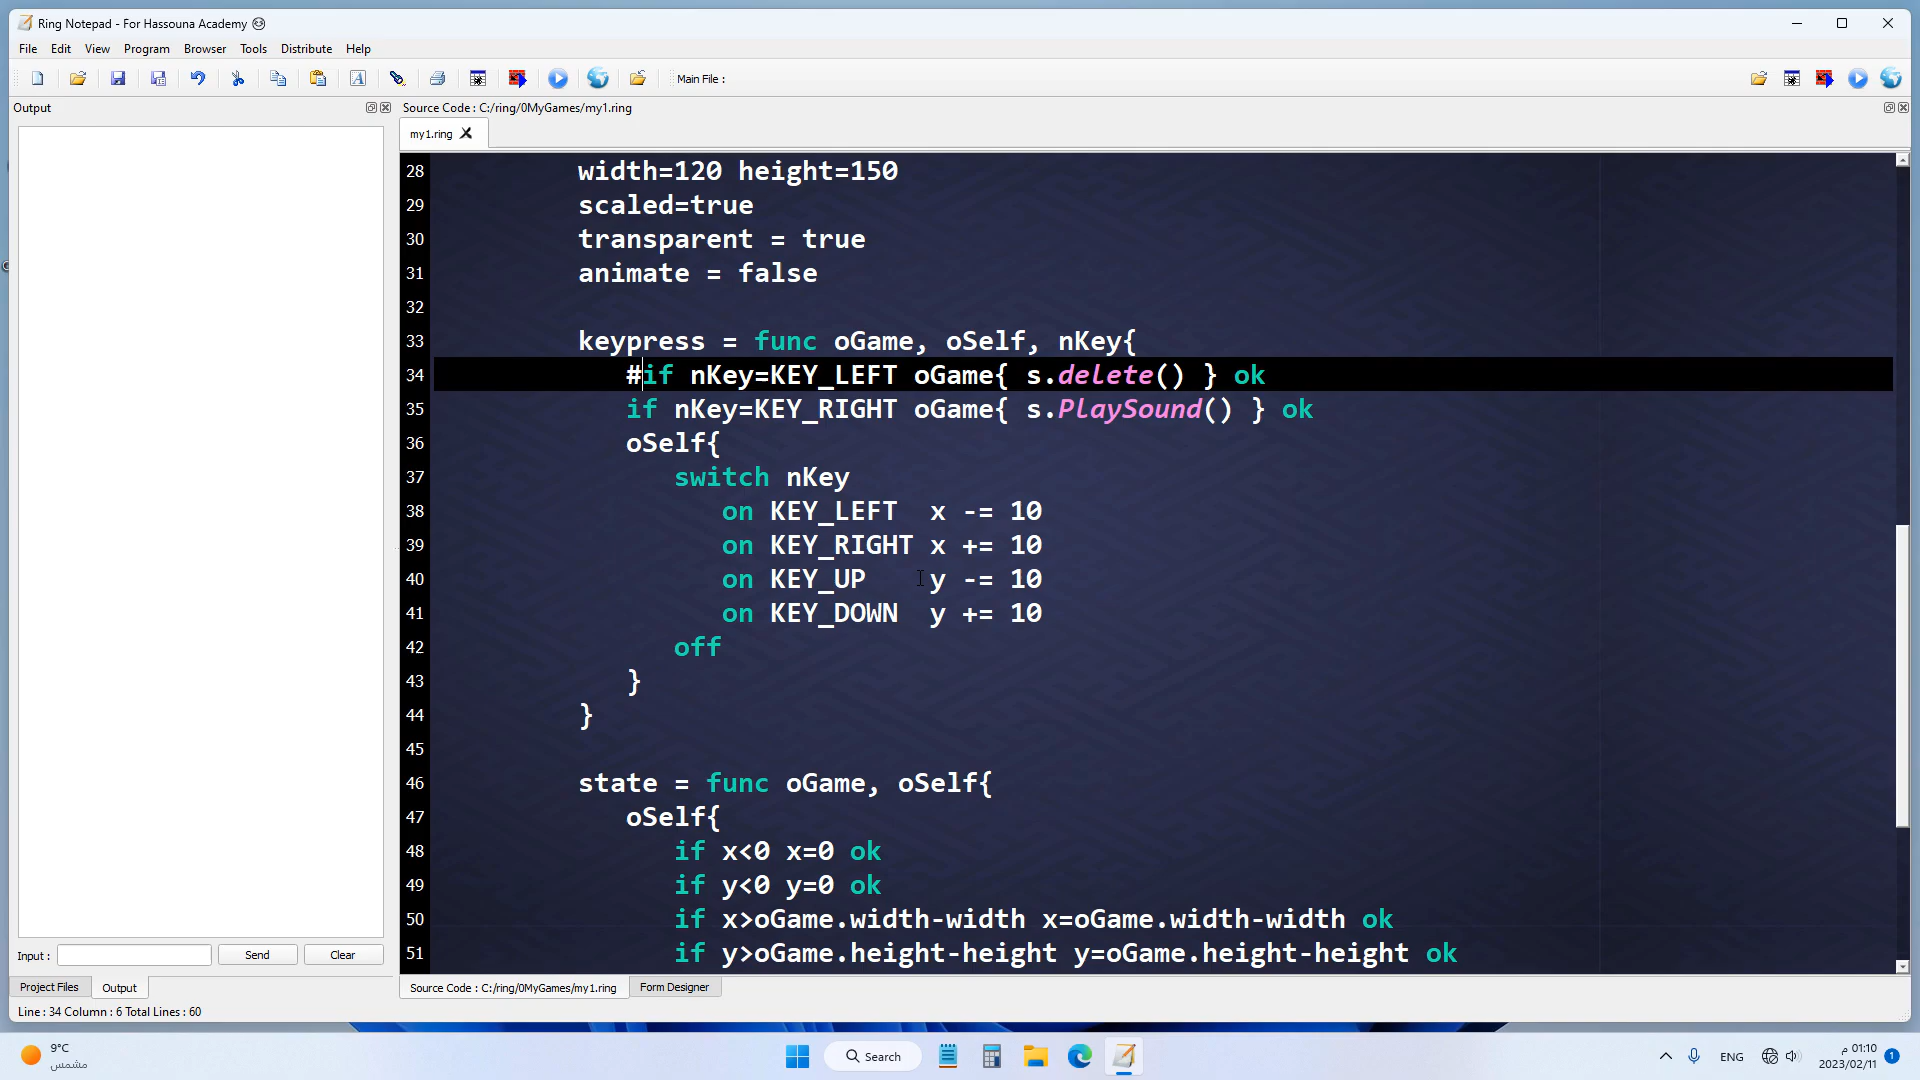 Ring Notepad - For Hassouna Academy
File Edit View Program Browser Tools Distribute Help
Main File :
Output
Source Code : C:/ring/0MyGames/my1.ring
my1.ring
28 width=120 height=150
29 scaled=true
30 transparent = true
31 animate = false
32
33 keypress = func oGame, oSelf, nKey{
34 #if nKey=KEY_LEFT oGame{ s.delete() } ok
35 if nKey=KEY_RIGHT oGame{ s.PlaySound() } ok
36 oSelf{
37 switch nKey
38 on KEY_LEFT x -= 10
39 on KEY_RIGHT x += 10
40 on KEY_UP y -= 10
41 on KEY_DOWN y += 10
42 off
43 }
44 }
45
46 state = func oGame, oSelf{
47 oSelf{
48 if x<0 x=0 ok
49 if y<0 y=0 ok
50 if x>oGame.width-width x=oGame.width-width ok
51 if y>oGame.height-height y=oGame.height-height ok
Input : Send Clear
Project Files Output
Source Code : C:/ring/0MyGames/my1.ring Form Designer
Line : 34 Column : 6 Total Lines : 60
9°C
مشمس
Search
ENG
01:10 م
2023/02/11
1